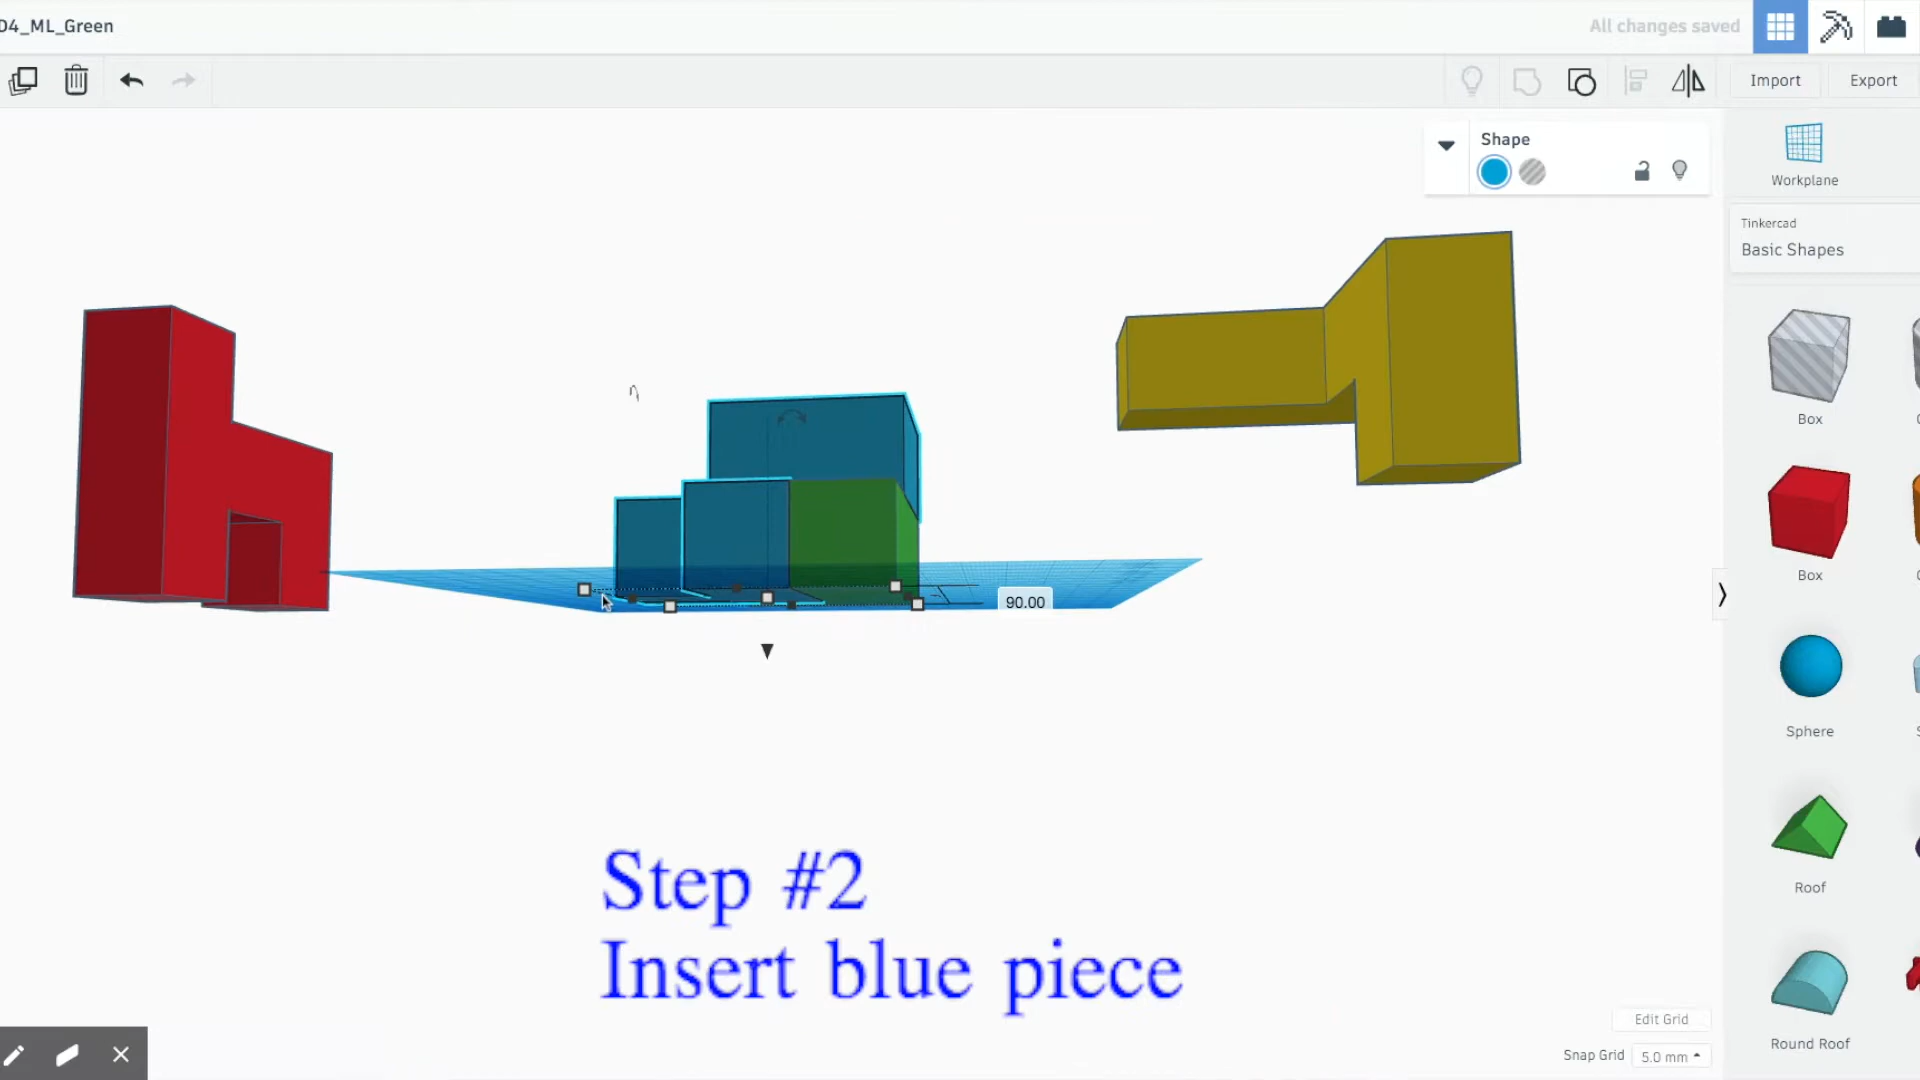 D4_ML_Green
All changes saved
Import
Export
Shape
Workplane
Tinkercad
Basic Shapes
Box
Box
90.00
Sphere
Roof
Step #2
Insert blue piece
Edit Grid
Round Roof
Snap Grid
5.0 mm